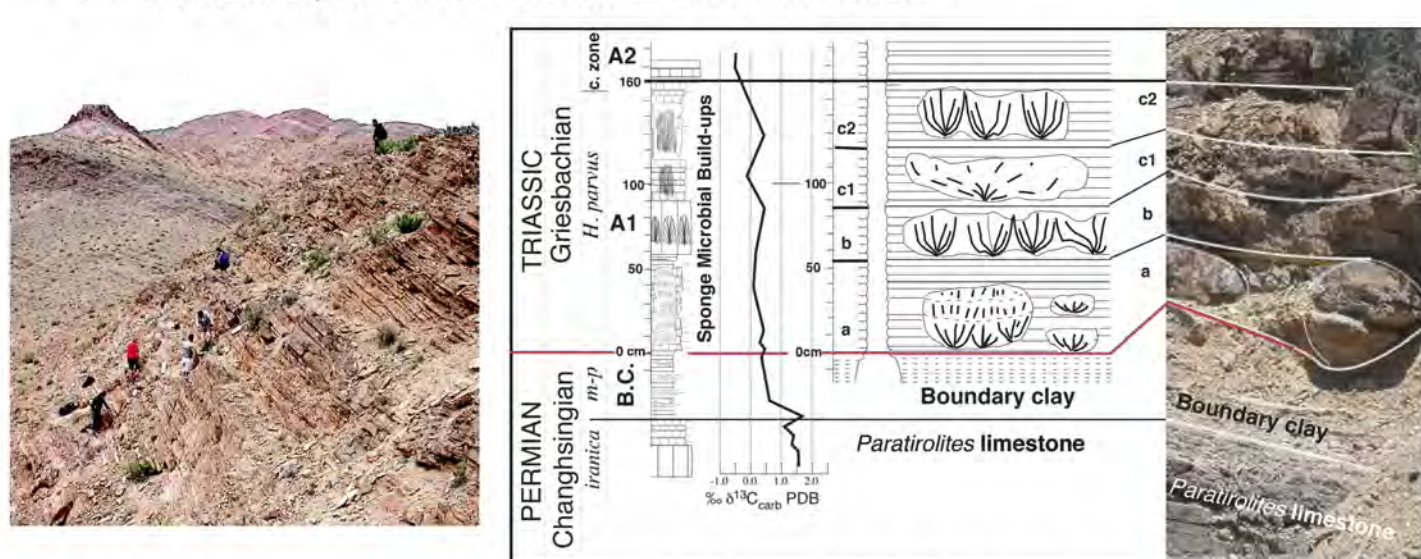 TRIASSIC
Griesbachian
H. parvus
c. zone
A2
160
100
A1
50
0 cm
Sponge Microbial Build-ups
PERMIAN
Changhsingian
iranica
m-p
B.C.
-1.0 0.0 1.0 2.0
‰ δ13Ccarb PDB
c2
c1
100
b
50
a
0cm
c2
c1
b
a
Boundary clay
Paratirolites limestone
Boundary clay
Paratirolites limestone